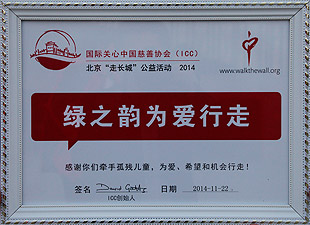 国际关心中国慈善协会（ICC）
北京“走长城”公益活动 2014
www.walkthewall.org
绿之韵为爱行走
感谢你们牵手孤残儿童，为爱、希望和机会行走！
签名 日期 2014-11-22
ICC创始人